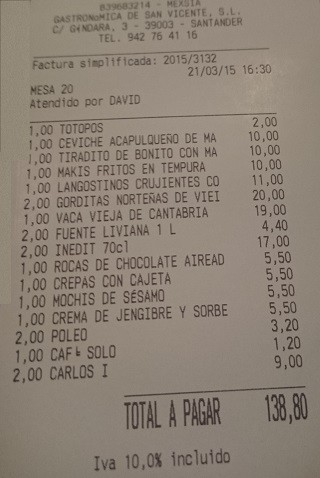 B39683214 - MEXSIA
GASTRONóMICA DE SAN VICENTE, S.L.
C/ GáNDARA, 3 - 39003 - SANTANDER
TEL. 942 76 41 16
Factura simplificada: 2015/3132
21/03/15 16:30
MESA 20
Atendido por DAVID
1,00 TOTOPOS 2,00
1,00 CEVICHE ACAPULQUEÑO DE MA 10,00
1,00 TIRADITO DE BONITO CON MA 10,00
1,00 MAKIS FRITOS EN TEMPURA 10,00
1,00 LANGOSTINOS CRUJIENTES CO 11,00
2,00 GORDITAS NORTEÑAS DE VIEI 20,00
1,00 VACA VIEJA DE CANTABRIA 19,00
2,00 FUENTE LIVIANA 1 L 4,40
2,00 INEDIT 70cl 17,00
1,00 ROCAS DE CHOCOLATE AIREAD 5,50
1,00 CREPAS CON CAJETA 5,50
1,00 MOCHIS DE SÉSAMO 5,50
1,00 CREMA DE JENGIBRE Y SORBE 5,50
2,00 POLEO 3,20
1,00 CAF╚ SOLO 1,20
2,00 CARLOS I 9,00
TOTAL A PAGAR 138,80
Iva 10,0% incluido